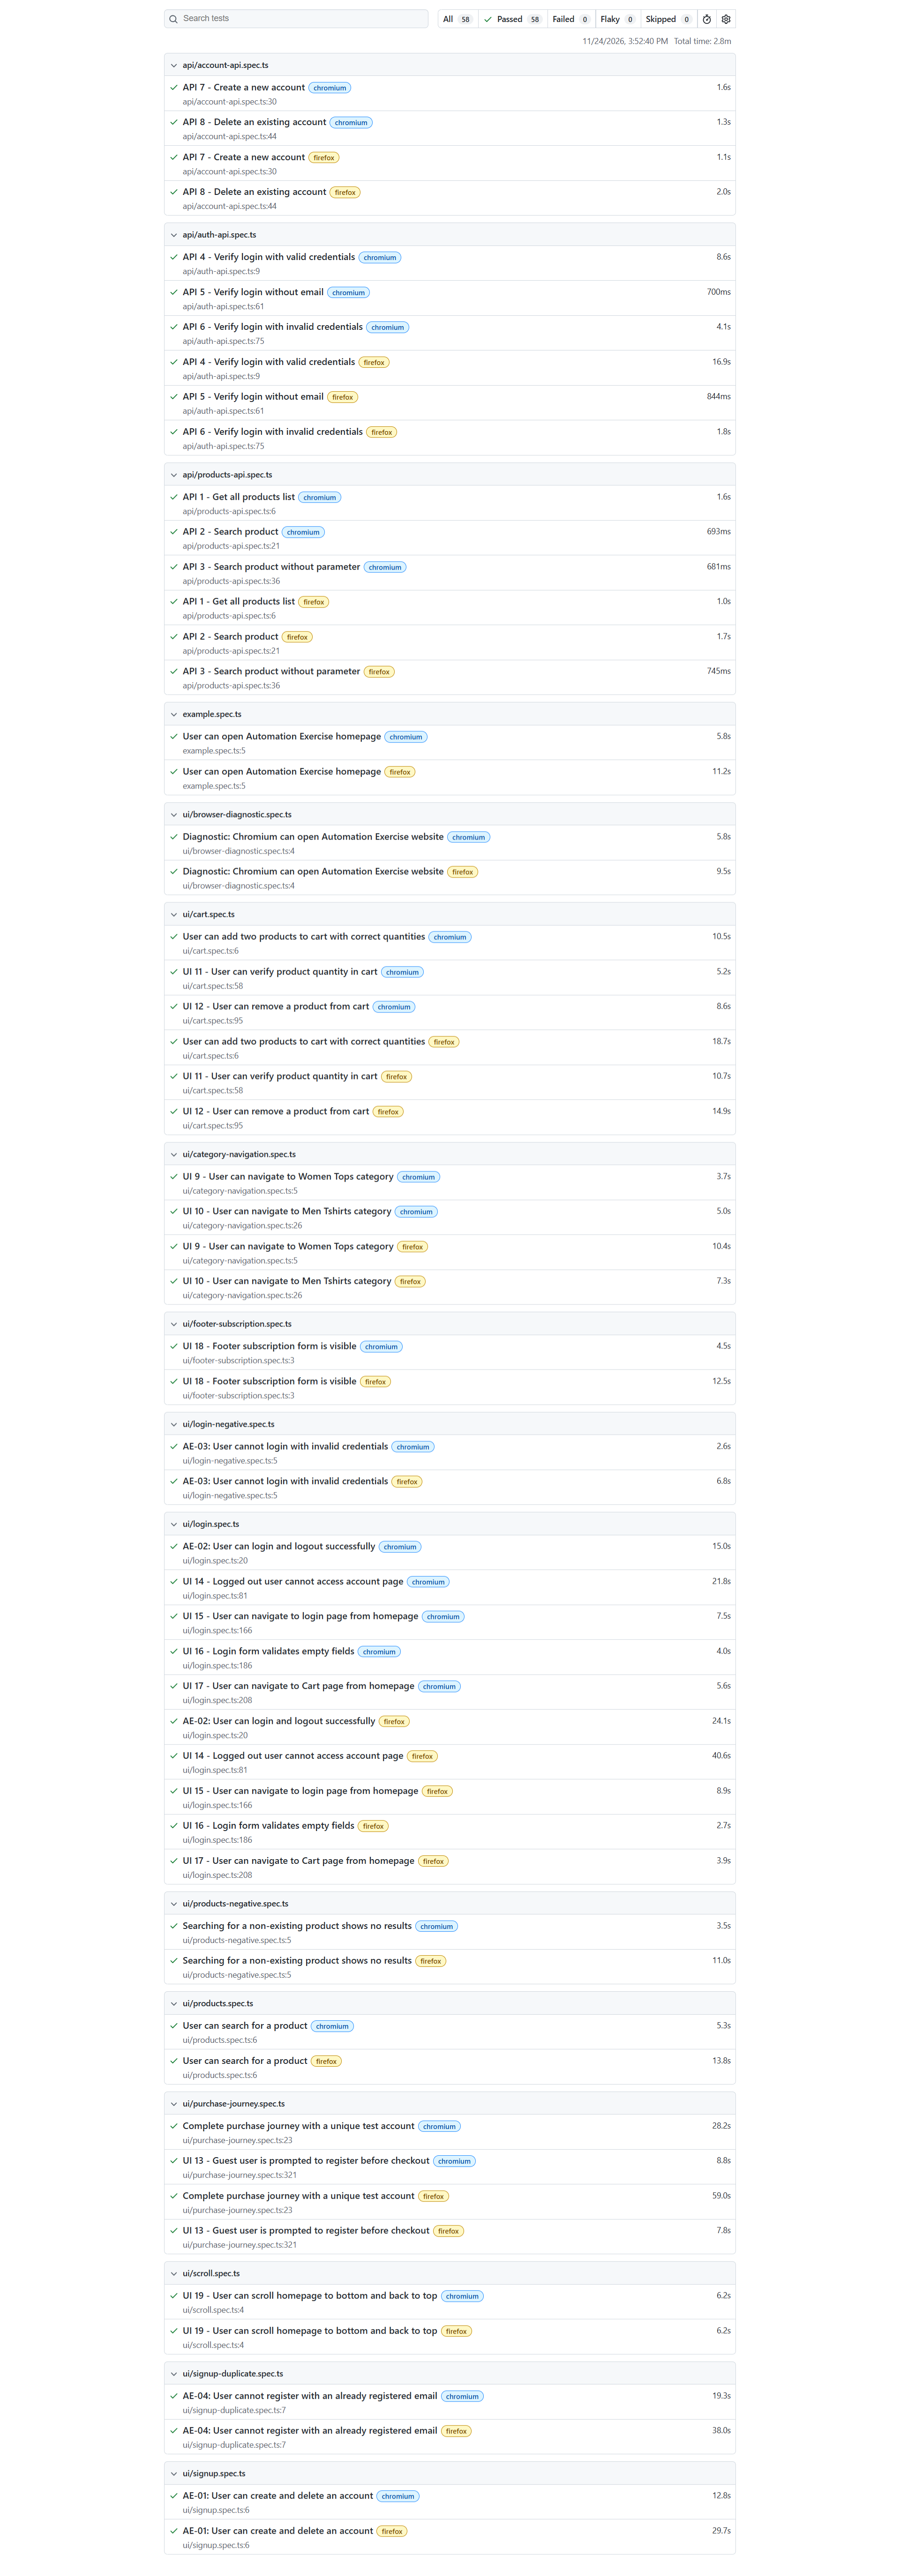 Search tests
All 58 Passed 58 Failed 0 Flaky 0 Skipped 0
11/24/2026, 3:52:40 PM Total time: 2.8m
api/account-api.spec.ts
API 7 - Create a new account chromium 1.6s
api/account-api.spec.ts:30
API 8 - Delete an existing account chromium 1.3s
api/account-api.spec.ts:44
API 7 - Create a new account firefox 1.1s
api/account-api.spec.ts:30
API 8 - Delete an existing account firefox 2.0s
api/account-api.spec.ts:44
api/auth-api.spec.ts
API 4 - Verify login with valid credentials chromium 8.6s
api/auth-api.spec.ts:9
API 5 - Verify login without email chromium 700ms
api/auth-api.spec.ts:61
API 6 - Verify login with invalid credentials chromium 4.1s
api/auth-api.spec.ts:75
API 4 - Verify login with valid credentials firefox 16.9s
api/auth-api.spec.ts:9
API 5 - Verify login without email firefox 844ms
api/auth-api.spec.ts:61
API 6 - Verify login with invalid credentials firefox 1.8s
api/auth-api.spec.ts:75
api/products-api.spec.ts
API 1 - Get all products list chromium 1.6s
api/products-api.spec.ts:6
API 2 - Search product chromium 693ms
api/products-api.spec.ts:21
API 3 - Search product without parameter chromium 681ms
api/products-api.spec.ts:36
API 1 - Get all products list firefox 1.0s
api/products-api.spec.ts:6
API 2 - Search product firefox 1.7s
api/products-api.spec.ts:21
API 3 - Search product without parameter firefox 745ms
api/products-api.spec.ts:36
example.spec.ts
User can open Automation Exercise homepage chromium 5.8s
example.spec.ts:5
User can open Automation Exercise homepage firefox 11.2s
example.spec.ts:5
ui/browser-diagnostic.spec.ts
Diagnostic: Chromium can open Automation Exercise website chromium 5.8s
ui/browser-diagnostic.spec.ts:4
Diagnostic: Chromium can open Automation Exercise website firefox 9.5s
ui/browser-diagnostic.spec.ts:4
ui/cart.spec.ts
User can add two products to cart with correct quantities chromium 10.5s
ui/cart.spec.ts:6
UI 11 - User can verify product quantity in cart chromium 5.2s
ui/cart.spec.ts:58
UI 12 - User can remove a product from cart chromium 8.6s
ui/cart.spec.ts:95
User can add two products to cart with correct quantities firefox 18.7s
ui/cart.spec.ts:6
UI 11 - User can verify product quantity in cart firefox 10.7s
ui/cart.spec.ts:58
UI 12 - User can remove a product from cart firefox 14.9s
ui/cart.spec.ts:95
ui/category-navigation.spec.ts
UI 9 - User can navigate to Women Tops category chromium 3.7s
ui/category-navigation.spec.ts:5
UI 10 - User can navigate to Men Tshirts category chromium 5.0s
ui/category-navigation.spec.ts:26
UI 9 - User can navigate to Women Tops category firefox 10.4s
ui/category-navigation.spec.ts:5
UI 10 - User can navigate to Men Tshirts category firefox 7.3s
ui/category-navigation.spec.ts:26
ui/footer-subscription.spec.ts
UI 18 - Footer subscription form is visible chromium 4.5s
ui/footer-subscription.spec.ts:3
UI 18 - Footer subscription form is visible firefox 12.5s
ui/footer-subscription.spec.ts:3
ui/login-negative.spec.ts
AE-03: User cannot login with invalid credentials chromium 2.6s
ui/login-negative.spec.ts:5
AE-03: User cannot login with invalid credentials firefox 6.8s
ui/login-negative.spec.ts:5
ui/login.spec.ts
AE-02: User can login and logout successfully chromium 15.0s
ui/login.spec.ts:20
UI 14 - Logged out user cannot access account page chromium 21.8s
ui/login.spec.ts:81
UI 15 - User can navigate to login page from homepage chromium 7.5s
ui/login.spec.ts:166
UI 16 - Login form validates empty fields chromium 4.0s
ui/login.spec.ts:186
UI 17 - User can navigate to Cart page from homepage chromium 5.6s
ui/login.spec.ts:208
AE-02: User can login and logout successfully firefox 24.1s
ui/login.spec.ts:20
UI 14 - Logged out user cannot access account page firefox 40.6s
ui/login.spec.ts:81
UI 15 - User can navigate to login page from homepage firefox 8.9s
ui/login.spec.ts:166
UI 16 - Login form validates empty fields firefox 2.7s
ui/login.spec.ts:186
UI 17 - User can navigate to Cart page from homepage firefox 3.9s
ui/login.spec.ts:208
ui/products-negative.spec.ts
Searching for a non-existing product shows no results chromium 3.5s
ui/products-negative.spec.ts:5
Searching for a non-existing product shows no results firefox 11.0s
ui/products-negative.spec.ts:5
ui/products.spec.ts
User can search for a product chromium 5.3s
ui/products.spec.ts:6
User can search for a product firefox 13.8s
ui/products.spec.ts:6
ui/purchase-journey.spec.ts
Complete purchase journey with a unique test account chromium 28.2s
ui/purchase-journey.spec.ts:23
UI 13 - Guest user is prompted to register before checkout chromium 8.8s
ui/purchase-journey.spec.ts:321
Complete purchase journey with a unique test account firefox 59.0s
ui/purchase-journey.spec.ts:23
UI 13 - Guest user is prompted to register before checkout firefox 7.8s
ui/purchase-journey.spec.ts:321
ui/scroll.spec.ts
UI 19 - User can scroll homepage to bottom and back to top chromium 6.2s
ui/scroll.spec.ts:4
UI 19 - User can scroll homepage to bottom and back to top firefox 6.2s
ui/scroll.spec.ts:4
ui/signup-duplicate.spec.ts
AE-04: User cannot register with an already registered email chromium 19.3s
ui/signup-duplicate.spec.ts:7
AE-04: User cannot register with an already registered email firefox 38.0s
ui/signup-duplicate.spec.ts:7
ui/signup.spec.ts
AE-01: User can create and delete an account chromium 12.8s
ui/signup.spec.ts:6
AE-01: User can create and delete an account firefox 29.7s
ui/signup.spec.ts:6